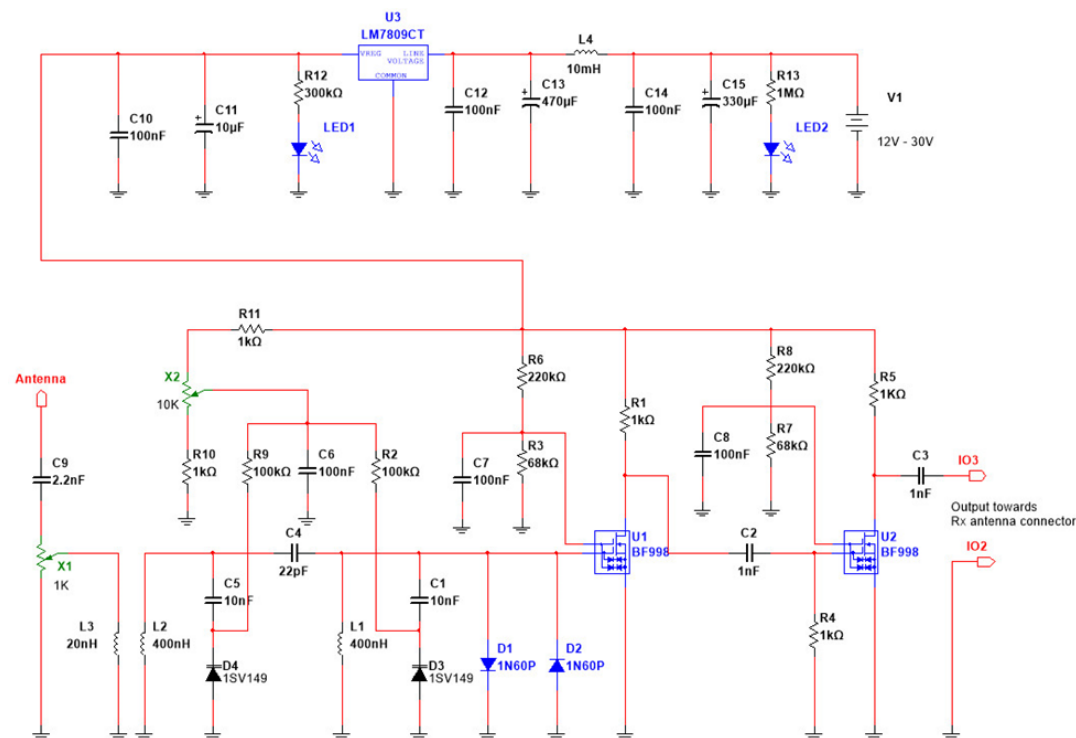 U3
LM7809CT
VREG
LINE
VOLTAGE
COMMON
L4
10mH
R12
300kΩ
R13
1MΩ
C10
100nF
C11
10µF
LED1
C12
100nF
C13
470µF
C14
100nF
C15
330µF
LED2
V1
12V - 30V
R11
1kΩ
Antenna
X2
10K
R6
220kΩ
R8
220kΩ
R5
1KΩ
R1
1kΩ
C9
2.2nF
R10
1kΩ
R9
100kΩ
C6
100nF
R2
100kΩ
C7
100nF
R3
68kΩ
C8
100nF
R7
68kΩ
C3
1nF
IO3
Output towards
Rx antenna connector
X1
1K
C4
22pF
U1
BF998
C2
1nF
U2
BF998
IO2
C5
10nF
C1
10nF
L3
20nH
L2
400nH
L1
400nH
R4
1kΩ
D4
1SV149
D3
1SV149
D1
1N60P
D2
1N60P